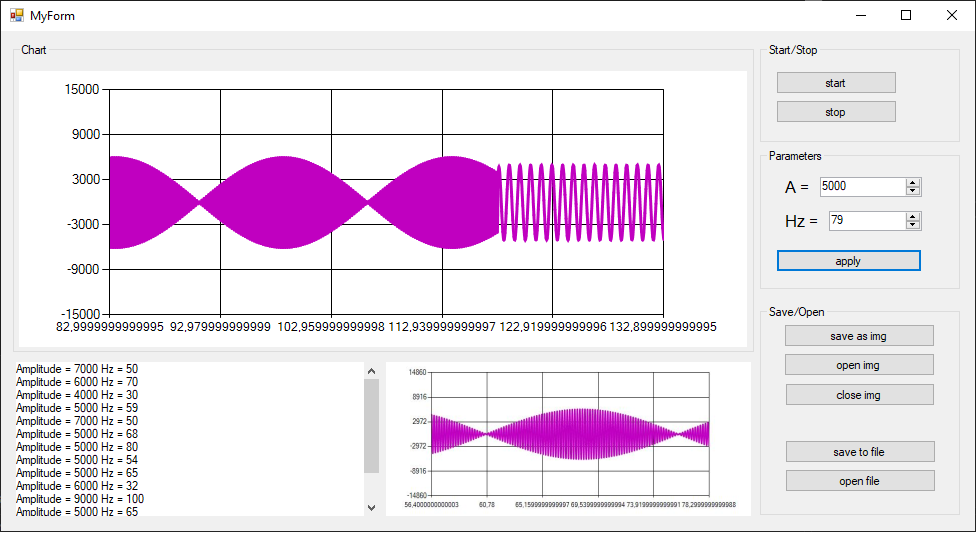 MyForm
Chart
15000
9000
3000
-3000
-9000
-15000
82,9999999999995 92,9799999999999 102,959999999998 112,939999999997 122,919999999996 132,899999999995
Start/Stop
start
stop
Parameters
A = 5000
Hz = 79
apply
Save/Open
save as img
open img
close img
save to file
open file
Amplitude = 7000 Hz = 50
Amplitude = 6000 Hz = 70
Amplitude = 4000 Hz = 30
Amplitude = 5000 Hz = 59
Amplitude = 7000 Hz = 50
Amplitude = 5000 Hz = 68
Amplitude = 5000 Hz = 80
Amplitude = 5000 Hz = 54
Amplitude = 5000 Hz = 65
Amplitude = 6000 Hz = 32
Amplitude = 9000 Hz = 100
Amplitude = 5000 Hz = 65
14860
8916
2972
-2972
-8916
-14860
56,4000000000003 60,78 65,1599999999997 69,5399999999994 73,9199999999991 78,2999999999988